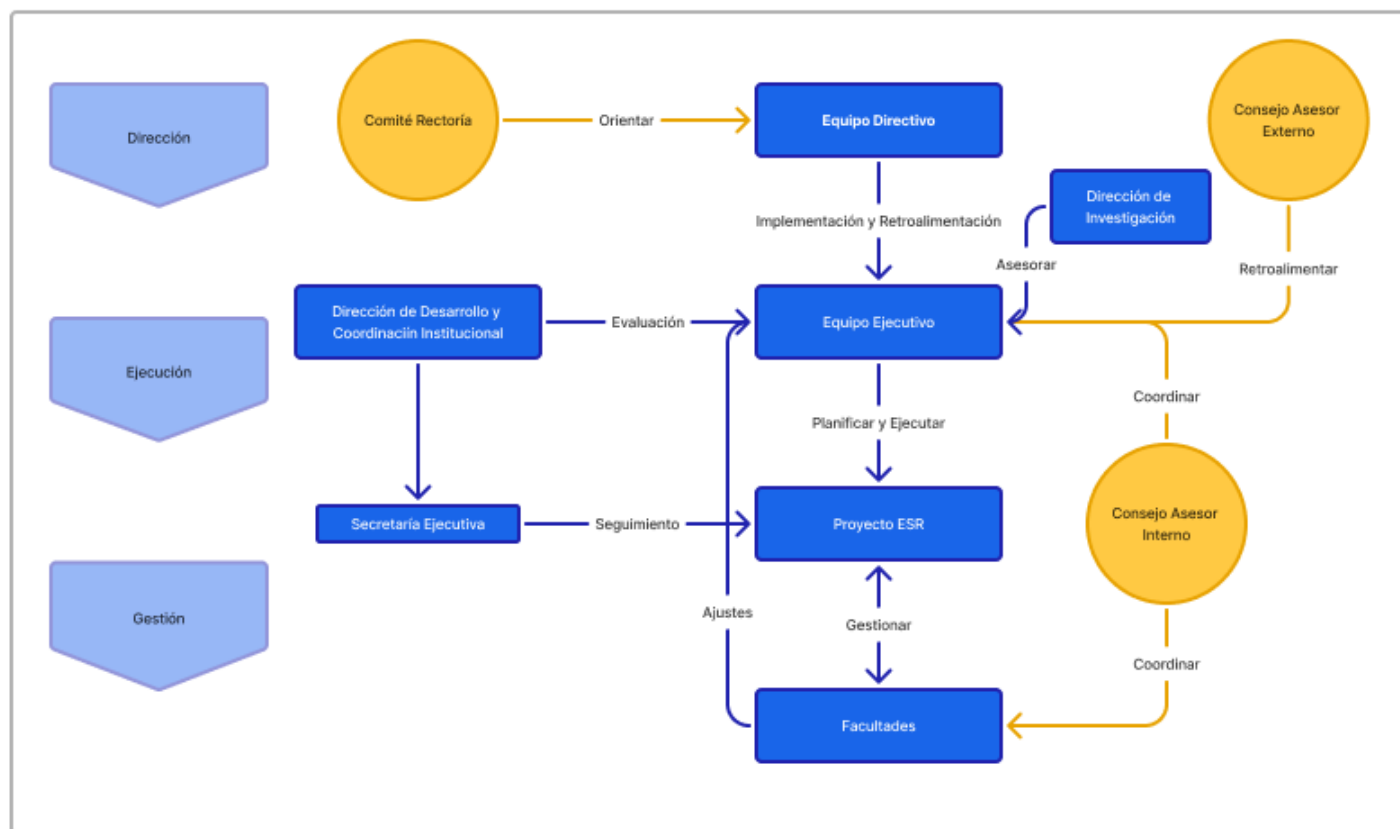 Dirección
Comité Rectoría
Orientar
Equipo Directivo
Consejo Asesor
Externo
Dirección de
Investigación
Implementación y Retroalimentación
Asesorar
Retroalimentar
Dirección de Desarrollo y
Coordinaciín Institucional
Evaluación
Equipo Ejecutivo
Ejecución
Coordinar
Planificar y Ejecutar
Secretaría Ejecutiva
Seguimiento
Proyecto ESR
Consejo Asesor
Interno
Gestión
Ajustes
Gestionar
Coordinar
Facultades